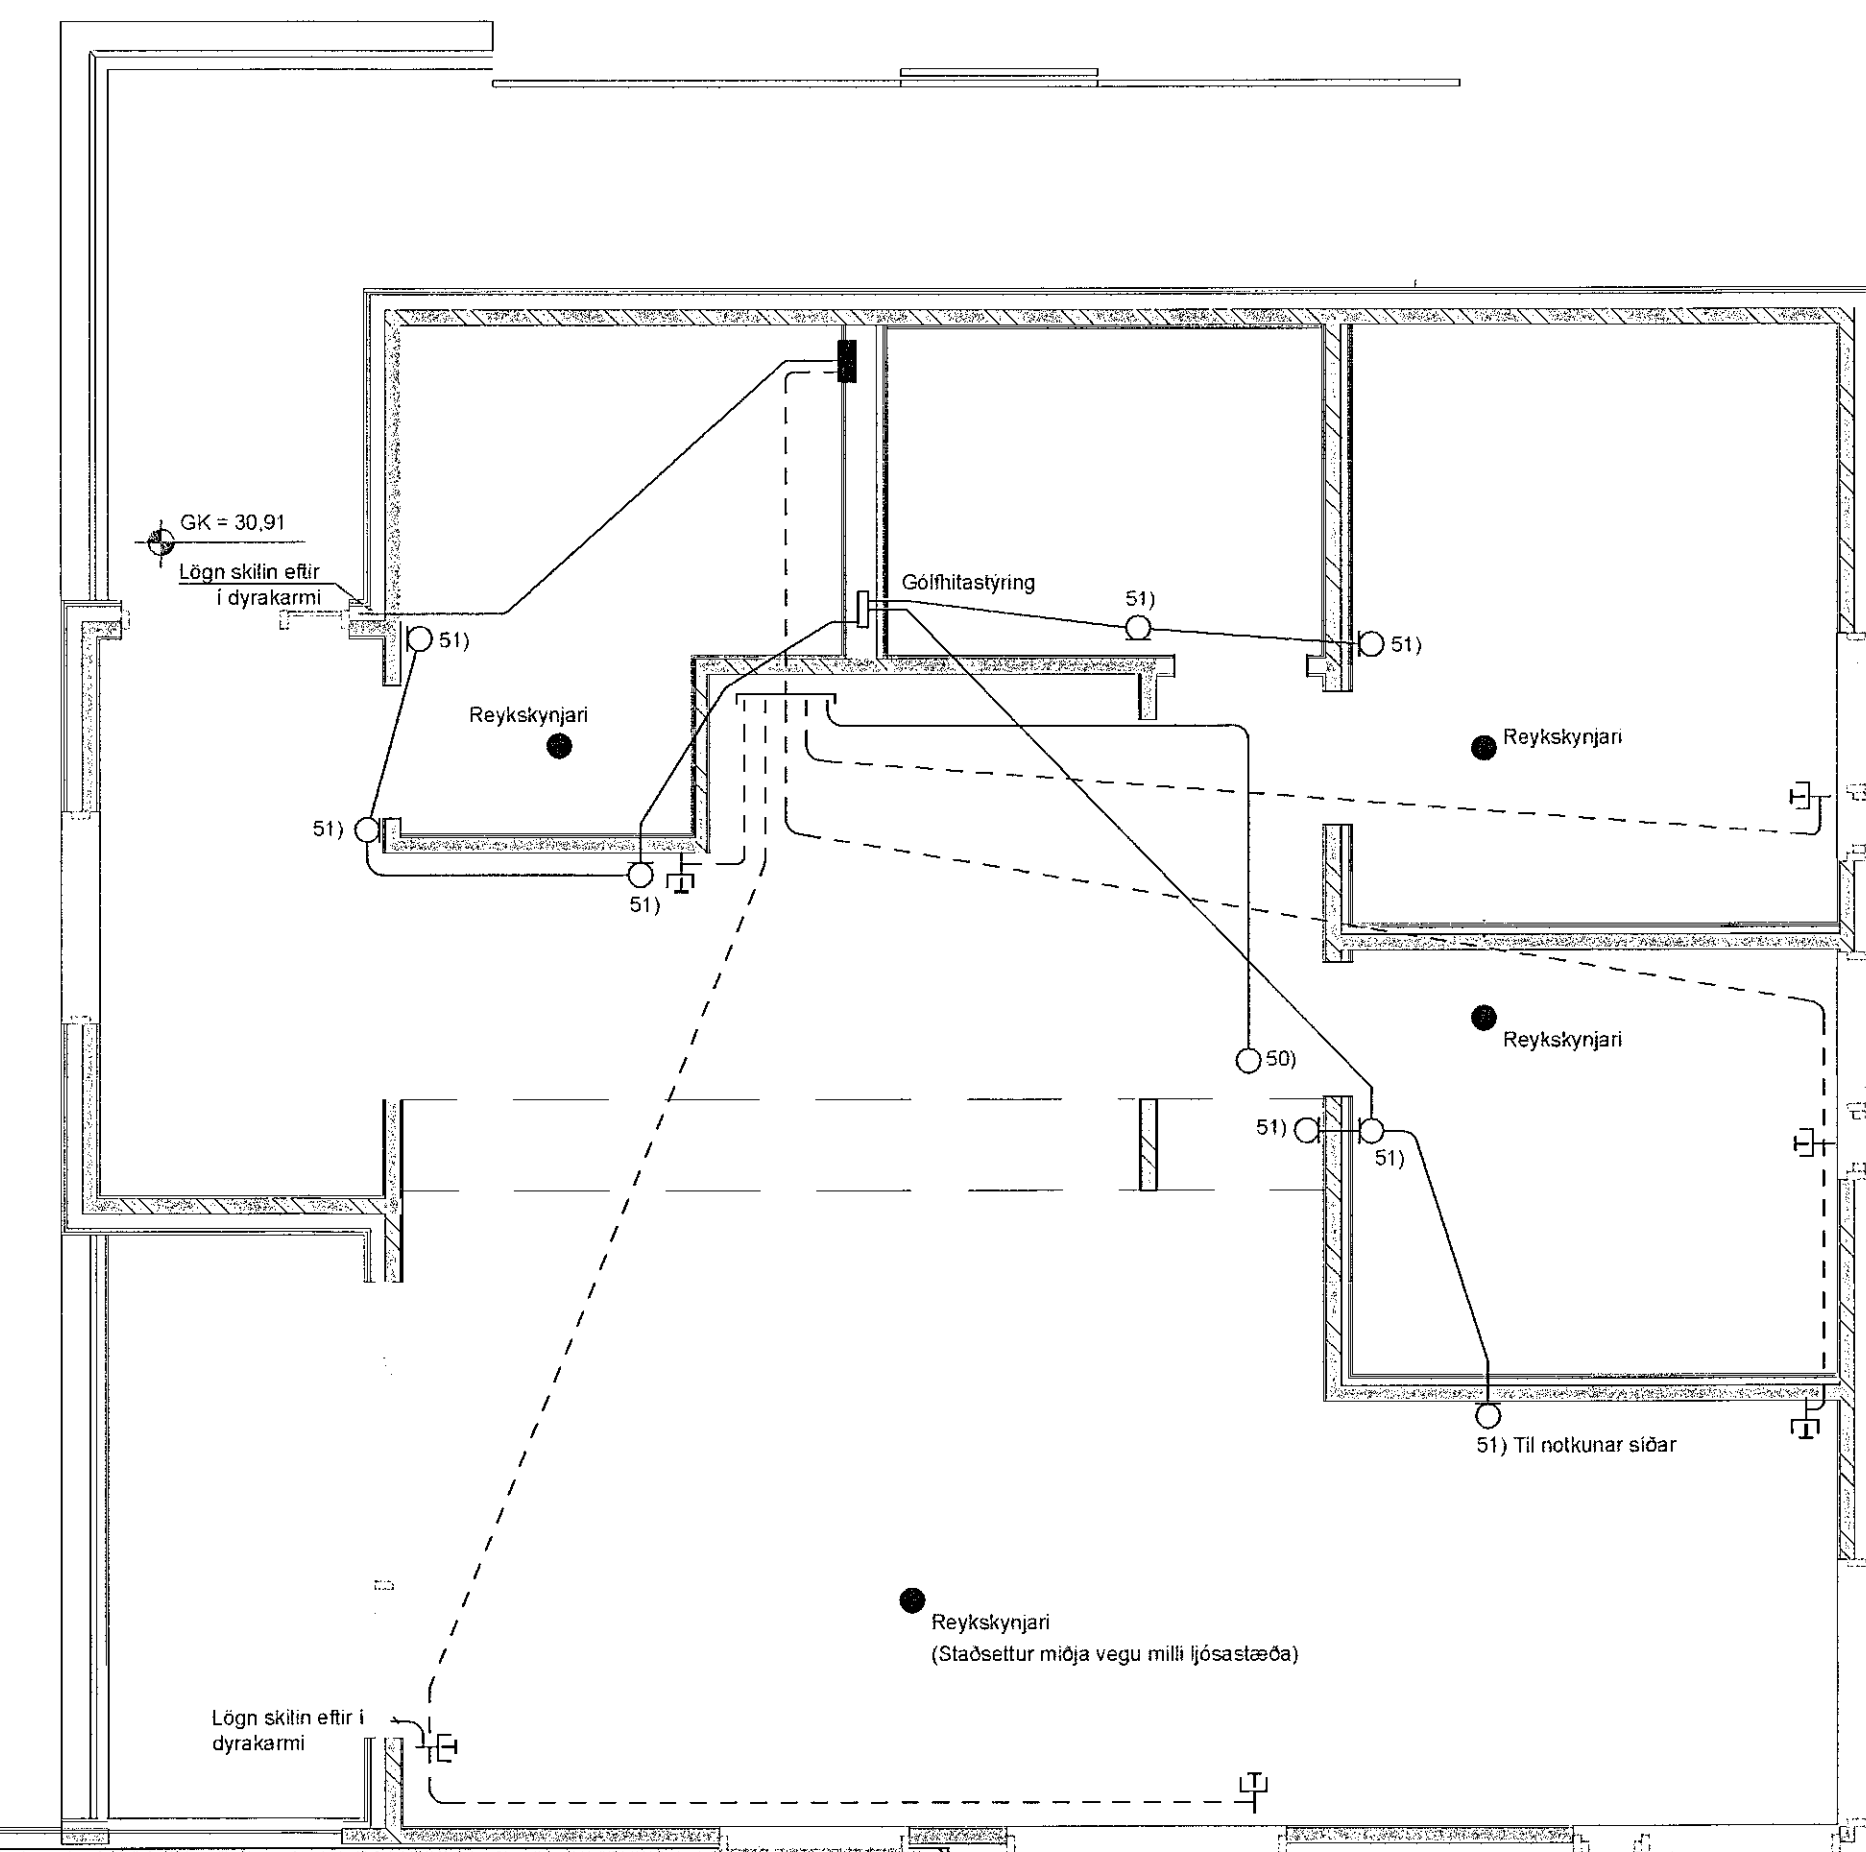 GK = 30,91
Lögn skilin eftir
í dyrakarmi
Gólfhitastýring
51)
51)
51)
Reykskynjari
Reykskynjari
51)
51)
Reykskynjari
50)
51)
51)
51) Til notkunar síðar
Reykskynjari
(Staðsettur miðja vegu milli ljósastæða)
Lögn skilin eftir í
dyrakarmi